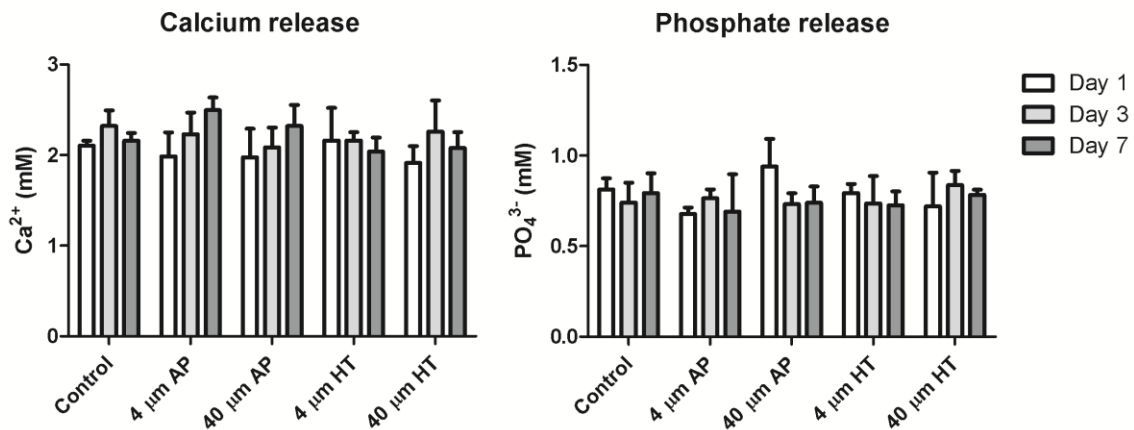 Calcium release
Ca²⁺ (mM)
3
2
1
0
Control
4 µm AP
40 µm AP
4 µm HT
40 µm HT
Phosphate release
PO₄³⁻ (mM)
1.5
1.0
0.5
0.0
Control
4 µm AP
40 µm AP
4 µm HT
40 µm HT
Day 1
Day 3
Day 7